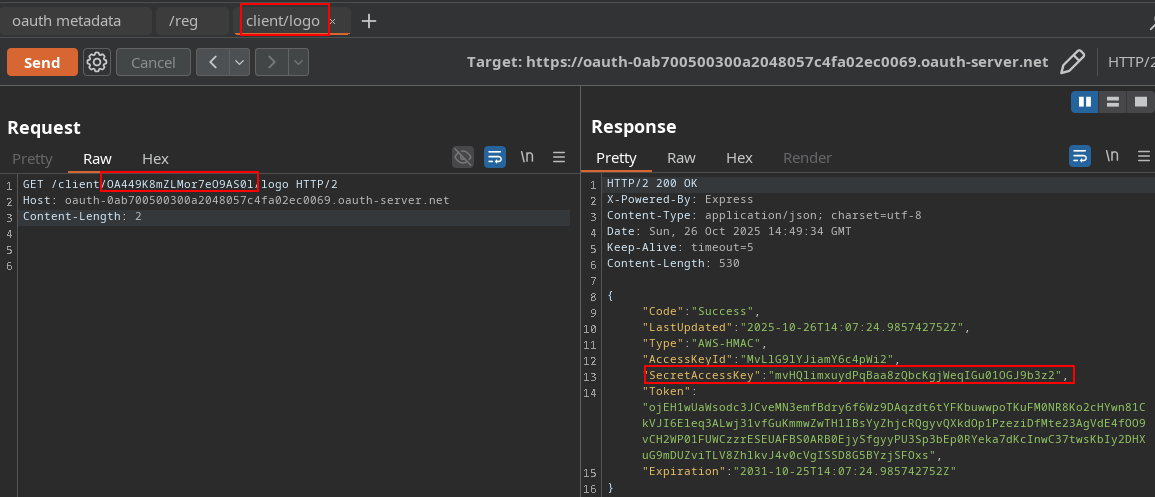 oauth metadata /reg client/logo × +
Send Cancel < > Target: https://oauth-0ab700500300a2048057c4fa02ec0069.oauth-server.net HTTP/2
Request
Pretty Raw Hex \n
1 GET /client/OA449K8mZLMor7eO9AS01/logo HTTP/2
2 Host: oauth-0ab700500300a2048057c4fa02ec0069.oauth-server.net
3 Content-Length: 2
4
5
6
Response
Pretty Raw Hex Render \n
1 HTTP/2 200 OK
2 X-Powered-By: Express
3 Content-Type: application/json; charset=utf-8
4 Date: Sun, 26 Oct 2025 14:49:34 GMT
5 Keep-Alive: timeout=5
6 Content-Length: 530
7
8 {
9 "Code":"Success",
10 "LastUpdated":"2025-10-26T14:07:24.985742752Z",
11 "Type":"AWS-HMAC",
12 "AccessKeyId":"MvLlG9lYJiamY6c4pWi2",
13 "SecretAccessKey":"mvHQlimxuydPqBaa8zQbcKgjWeqIGu01OGJ9b3z2",
14 "Token":
"ojEH1wUaWsodc3JCveMN3emfBdry6f6Wz9DAqzdt6tYFKbuwwpoTKuFM0NR8Ko2cHYwn81C
kVJI6E1eq3ALwj31vfGuKmmwZwTH1IBsYyZhjcRQgyvQXkdOp1PzeziDfMte23AgVdE4fOO9
vCH2WP01FUWCzzrESEUAFBS0ARB0EjySfgyyPU3Sp3bEp0RYeka7dKcInwC37twsKbIy2DHX
uG9mDUZviTLV8ZhlkvJ4v0cVgISSD8G5BYzjSFOxs",
15 "Expiration":"2031-10-25T14:07:24.985742752Z"
16 }